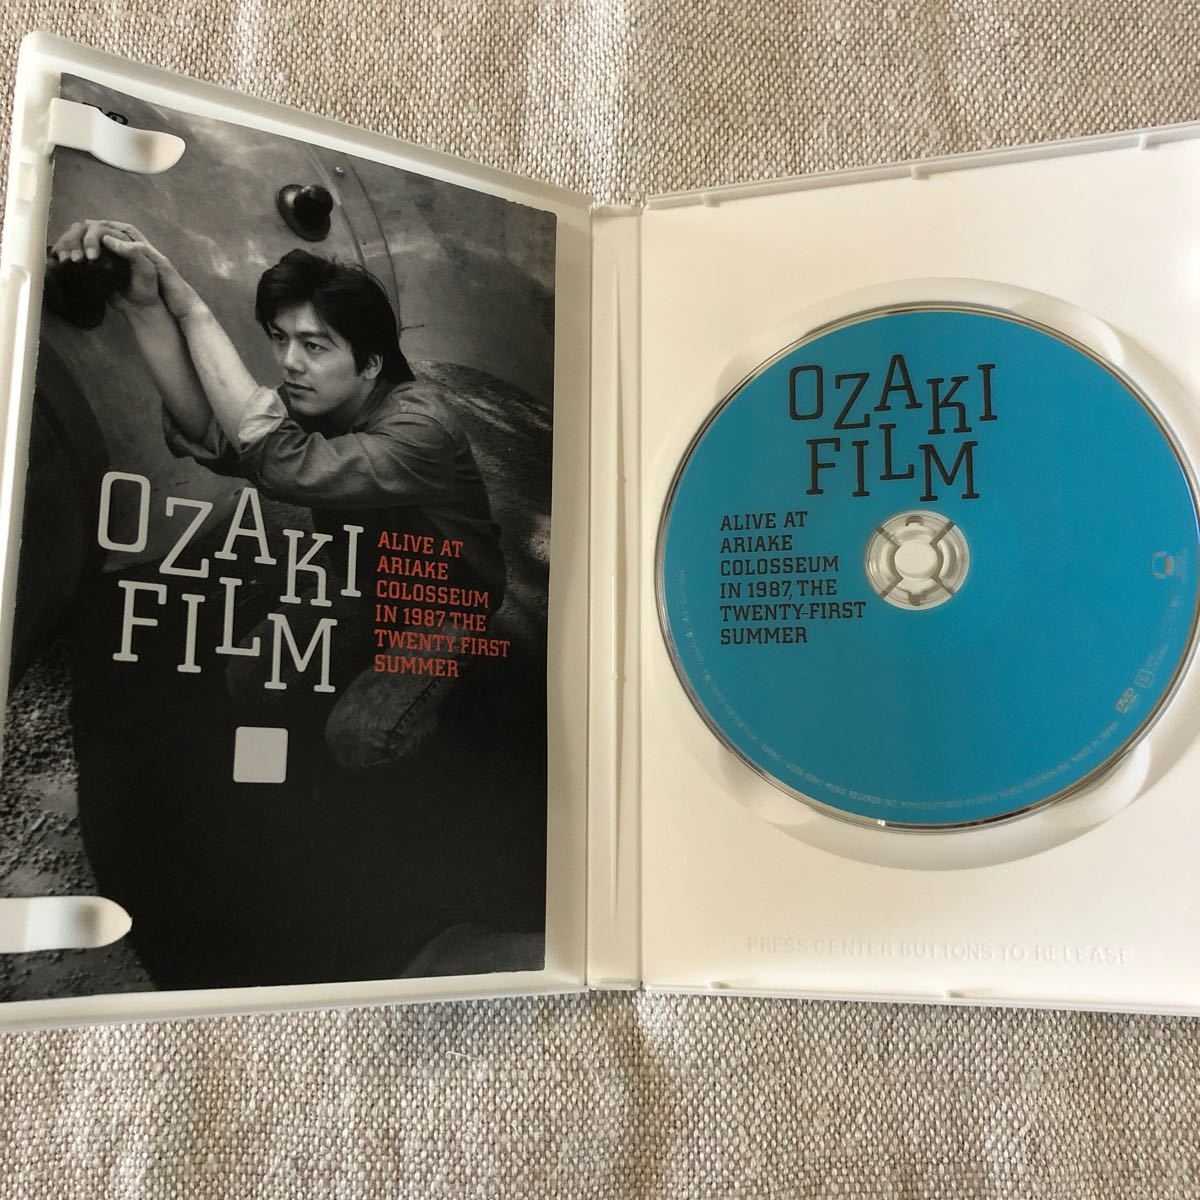 OZAKI
FILM
ALIVE AT
ARIAKE
COLOSSEUM
IN 1987, THE
TWENTY-FIRST
SUMMER
OZAKI
FILM
ALIVE AT
ARIAKE
COLOSSEUM
IN 1987, THE
TWENTY-FIRST
SUMMER
DVD
PRESS CENTER BUTTONS TO RELEASE